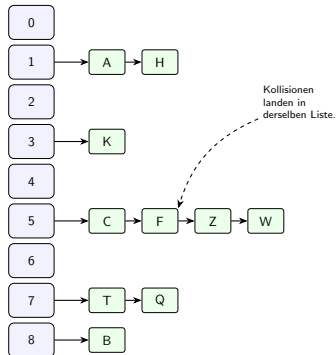 0
1 A H
2
Kollisionen
landen in
derselben Liste.
3 K
4
5 C F Z W
6
7 T Q
8 B